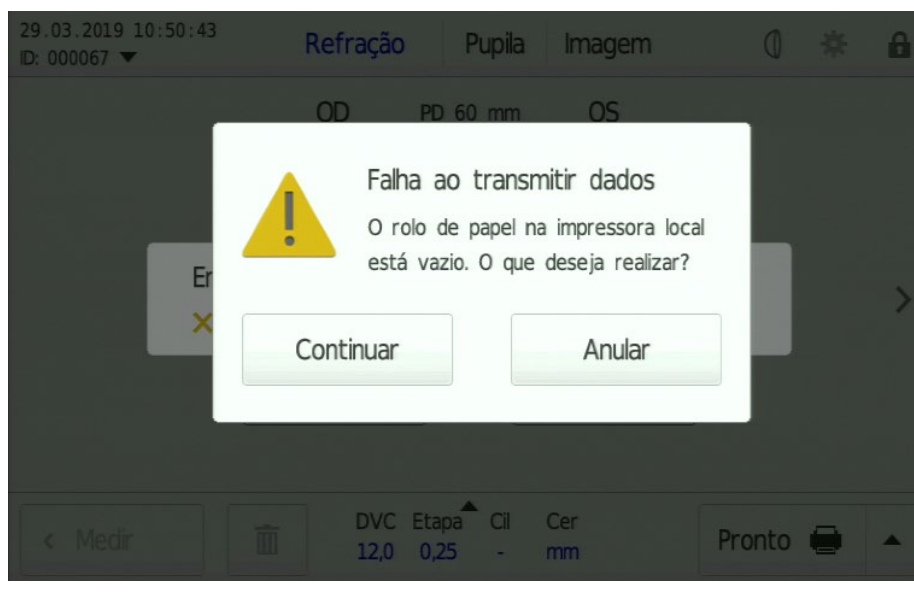 29.03.2019 10:50:43
ID: 000067
Refração Pupila Imagem
OD PD 60 mm OS
Falha ao transmitir dados
O rolo de papel na impressora local
está vazio. O que deseja realizar?
Er
Continuar Anular
Medir
DVC Etapa Cil Cer
12,0 0,25 - mm
Pronto